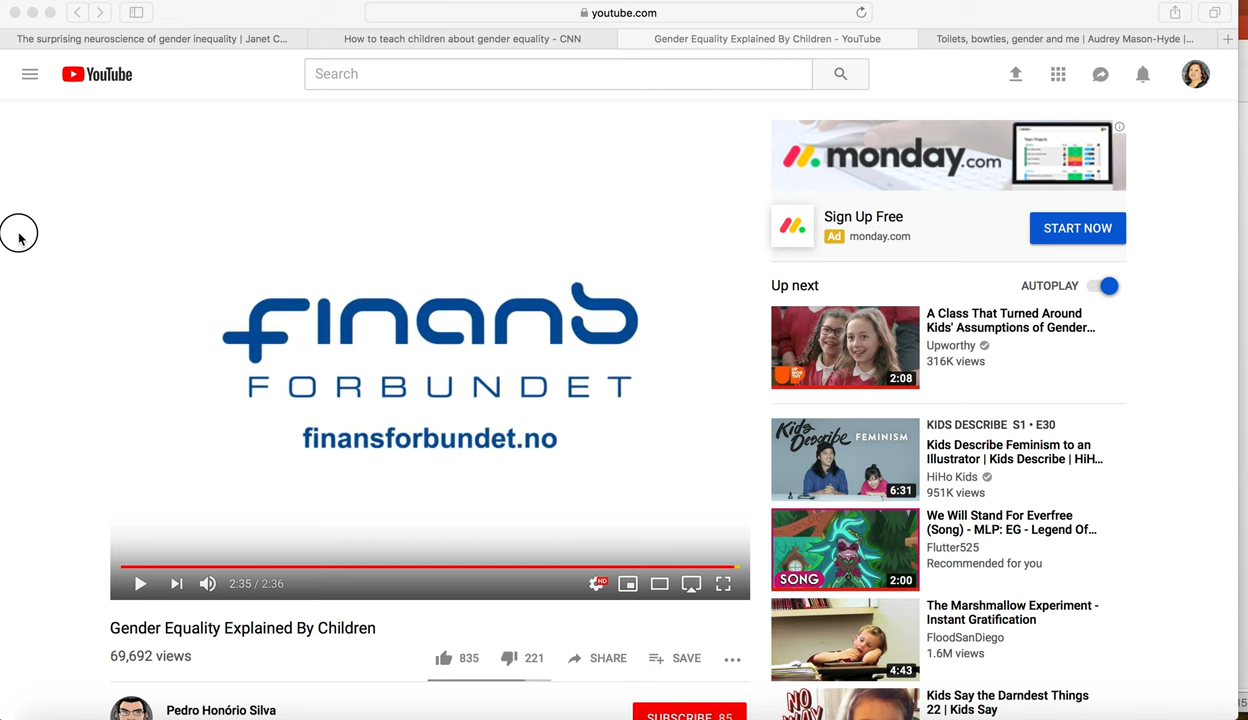 youtube.com
The surprising neuroscience of gender inequality | Janet C...
How to teach children about gender equality - CNN
Gender Equality Explained By Children - YouTube
Toilets, bowties, gender and me | Audrey Mason-Hyde |...
YouTube
Search
finans
FORBUNDET
finansforbundet.no
2:35 / 2:36
HD
Gender Equality Explained By Children
69,692 views
835
221
SHARE
SAVE
Pedro Honório Silva
SUBSCRIBE 85
monday.com
Sign Up Free
Ad monday.com
START NOW
Up next
AUTOPLAY
A Class That Turned Around
Kids' Assumptions of Gender...
Upworthy
316K views
2:08
KIDS DESCRIBE S1 • E30
Kids Describe Feminism to an
Illustrator | Kids Describe | HiH...
HiHo Kids
951K views
Kids Describe FEMINISM
6:31
We Will Stand For Everfree
(Song) - MLP: EG - Legend Of...
Flutter525
Recommended for you
SONG
2:00
The Marshmallow Experiment -
Instant Gratification
FloodSanDiego
1.6M views
4:43
Kids Say the Darndest Things
22 | Kids Say
NO
WAY